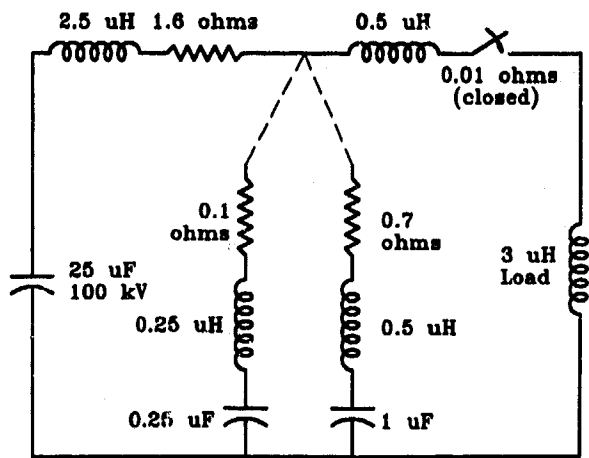 2.5 uH 1.6 ohms
0.5 uH
0.01 ohms
(closed)
0.1
ohms
0.7
ohms
25 uF
100 kV
3 uH
Load
0.25 uH
0.5 uH
0.25 uF
1 uF